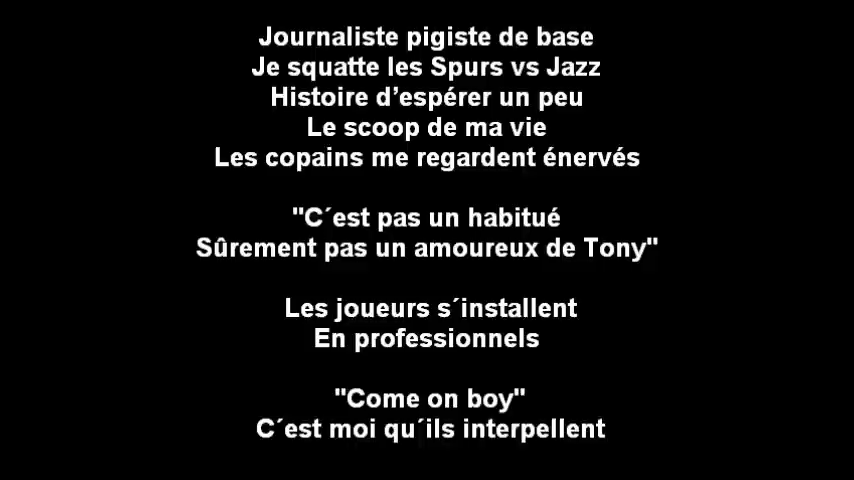 Journaliste pigiste de base
Je squatte les Spurs vs Jazz
Histoire d’espérer un peu
Le scoop de ma vie
Les copains me regardent énervés
"C´est pas un habitué
Sûrement pas un amoureux de Tony"
Les joueurs s´installent
En professionnels
"Come on boy"
C´est moi qu´ils interpellent